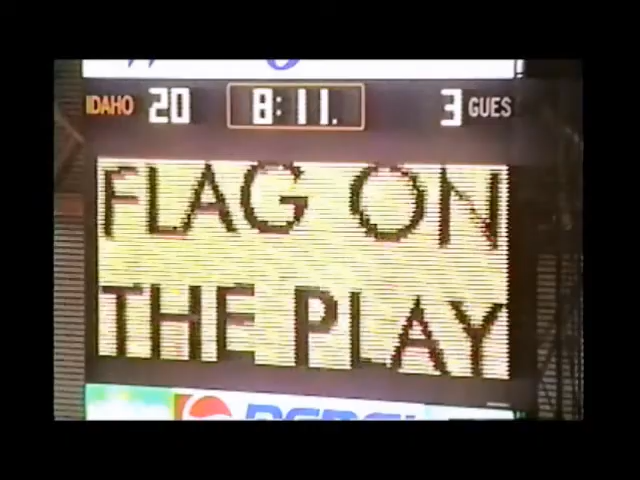 IDAHO 20 8:11. 3 GUES
FLAG ON
THE PLAY
PEPSI